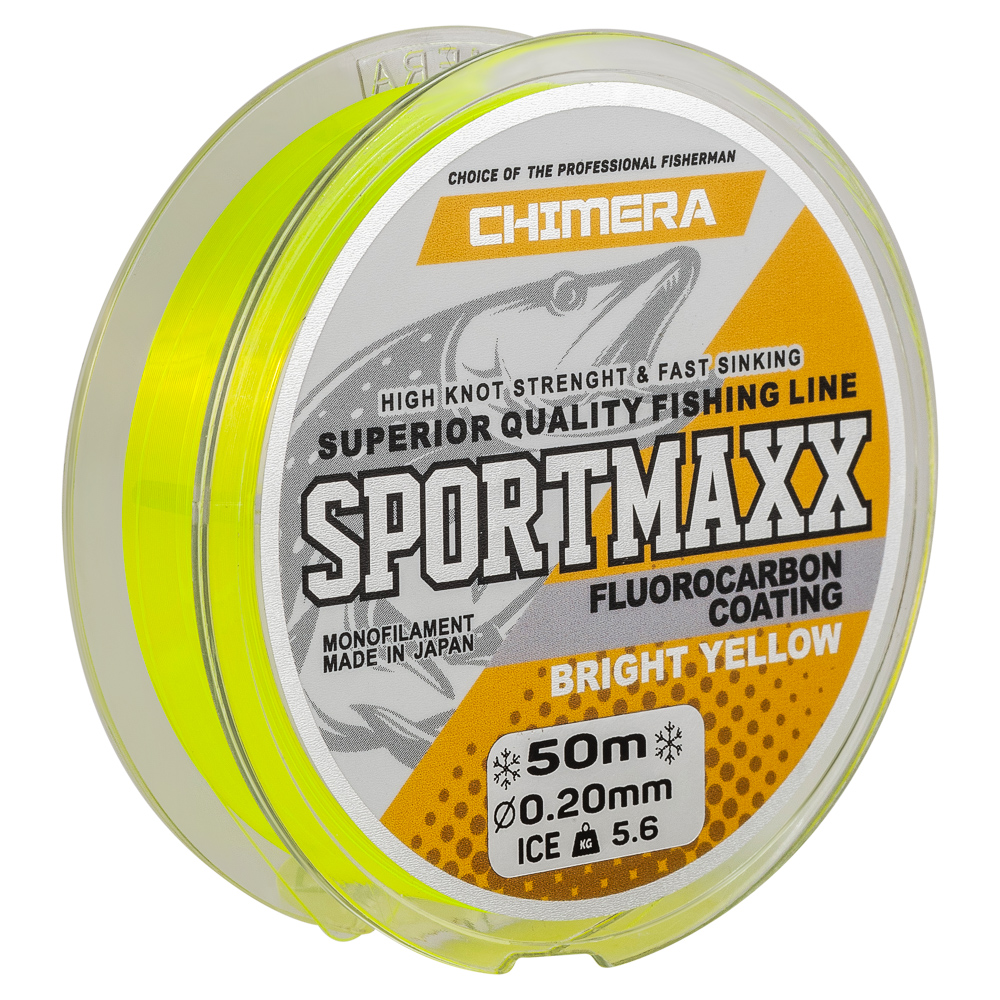 CHOICE OF THE PROFESSIONAL FISHERMAN
CHIMERA
HIGH KNOT STRENGHT & FAST SINKING
SUPERIOR QUALITY FISHING LINE
SPORTMAXX
FLUOROCARBON
COATING
MONOFILAMENT
MADE IN JAPAN
BRIGHT YELLOW
50m
Ø0.20mm
ICE KG 5.6